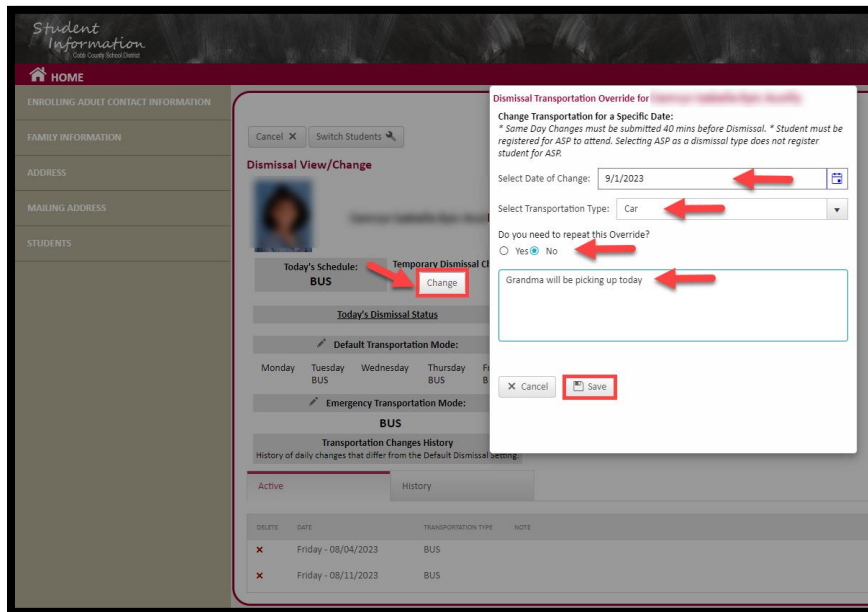 Student
Information
Cobb County School District
HOME
ENROLLING ADULT CONTACT INFORMATION
FAMILY INFORMATION
ADDRESS
MAILING ADDRESS
STUDENTS
Cancel
Switch Students
Dismissal View/Change
Today's Schedule:
BUS
Temporary Dismissal
Change
Today's Dismissal Status
Default Transportation Mode:
Monday Tuesday Wednesday Thursday
BUS BUS
Emergency Transportation Mode:
BUS
Transportation Changes History
History of daily changes that differ from the Default Dismissal Setting.
Active History
DELETE DATE TRANSPORTATION TYPE NOTE
Friday - 08/04/2023 BUS
Friday - 08/11/2023 BUS
Dismissal Transportation Override for
Change Transportation for a Specific Date:
* Same Day Changes must be submitted 40 mins before Dismissal. * Student must be
registered for ASP to attend. Selecting ASP as a dismissal type does not register
student for ASP.
Select Date of Change: 9/1/2023
Select Transportation Type: Car
Do you need to repeat this Override?
Yes No
Grandma will be picking up today
Cancel Save